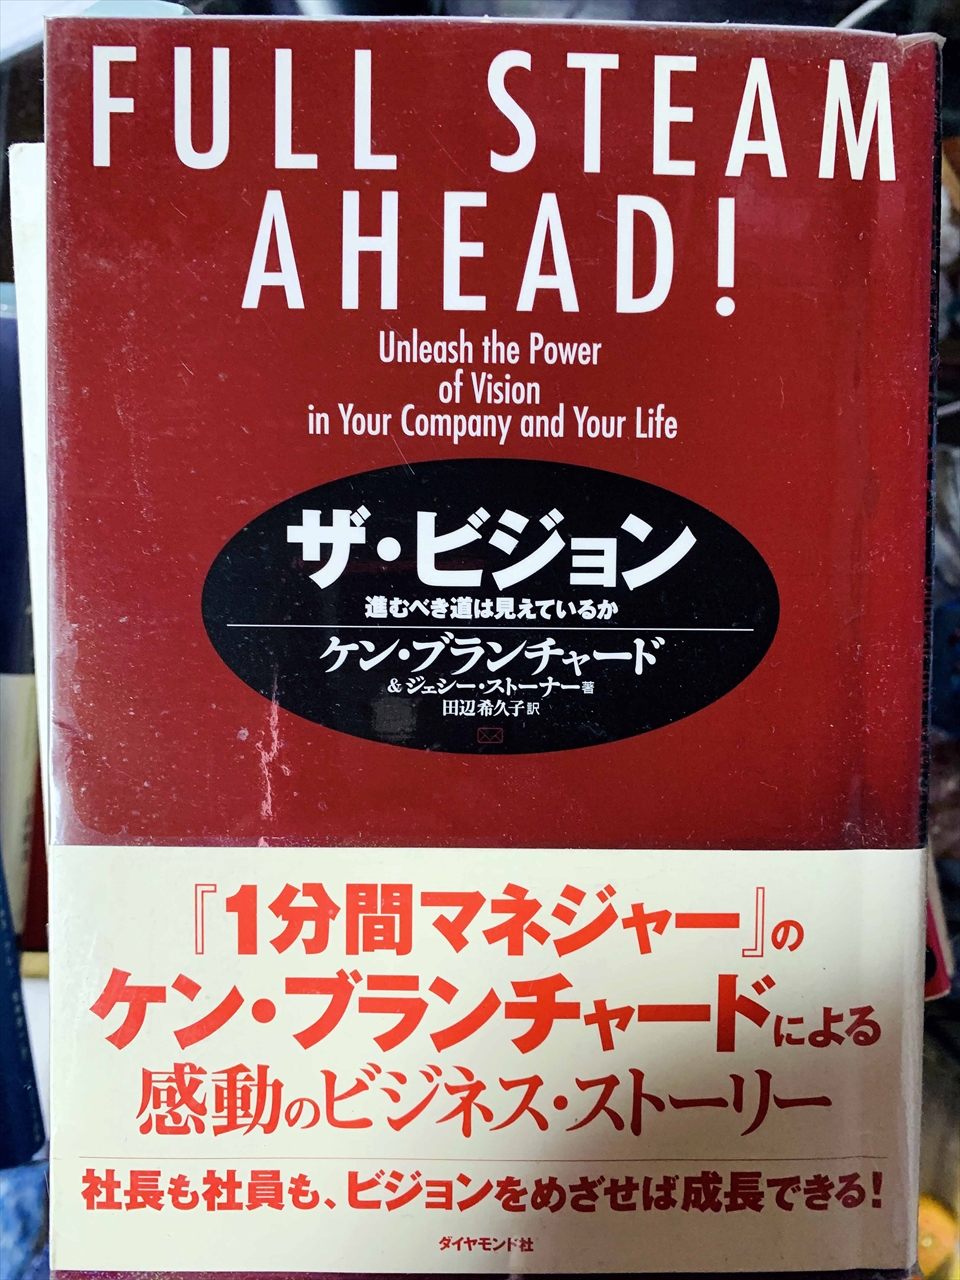 FULL STEAM
AHEAD!
Unleash the Power
of Vision
in Your Company and Your Life
ザ・ビジョン
進むべき道は見えているか
ケン・ブランチャード
&ジェシー・ストーナー著
田辺希久子訳
『1分間マネジャー』の
ケン・ブランチャードによる
感動のビジネス・ストーリー
社長も社員も、ビジョンをめざせば成長できる!
ダイヤモンド社